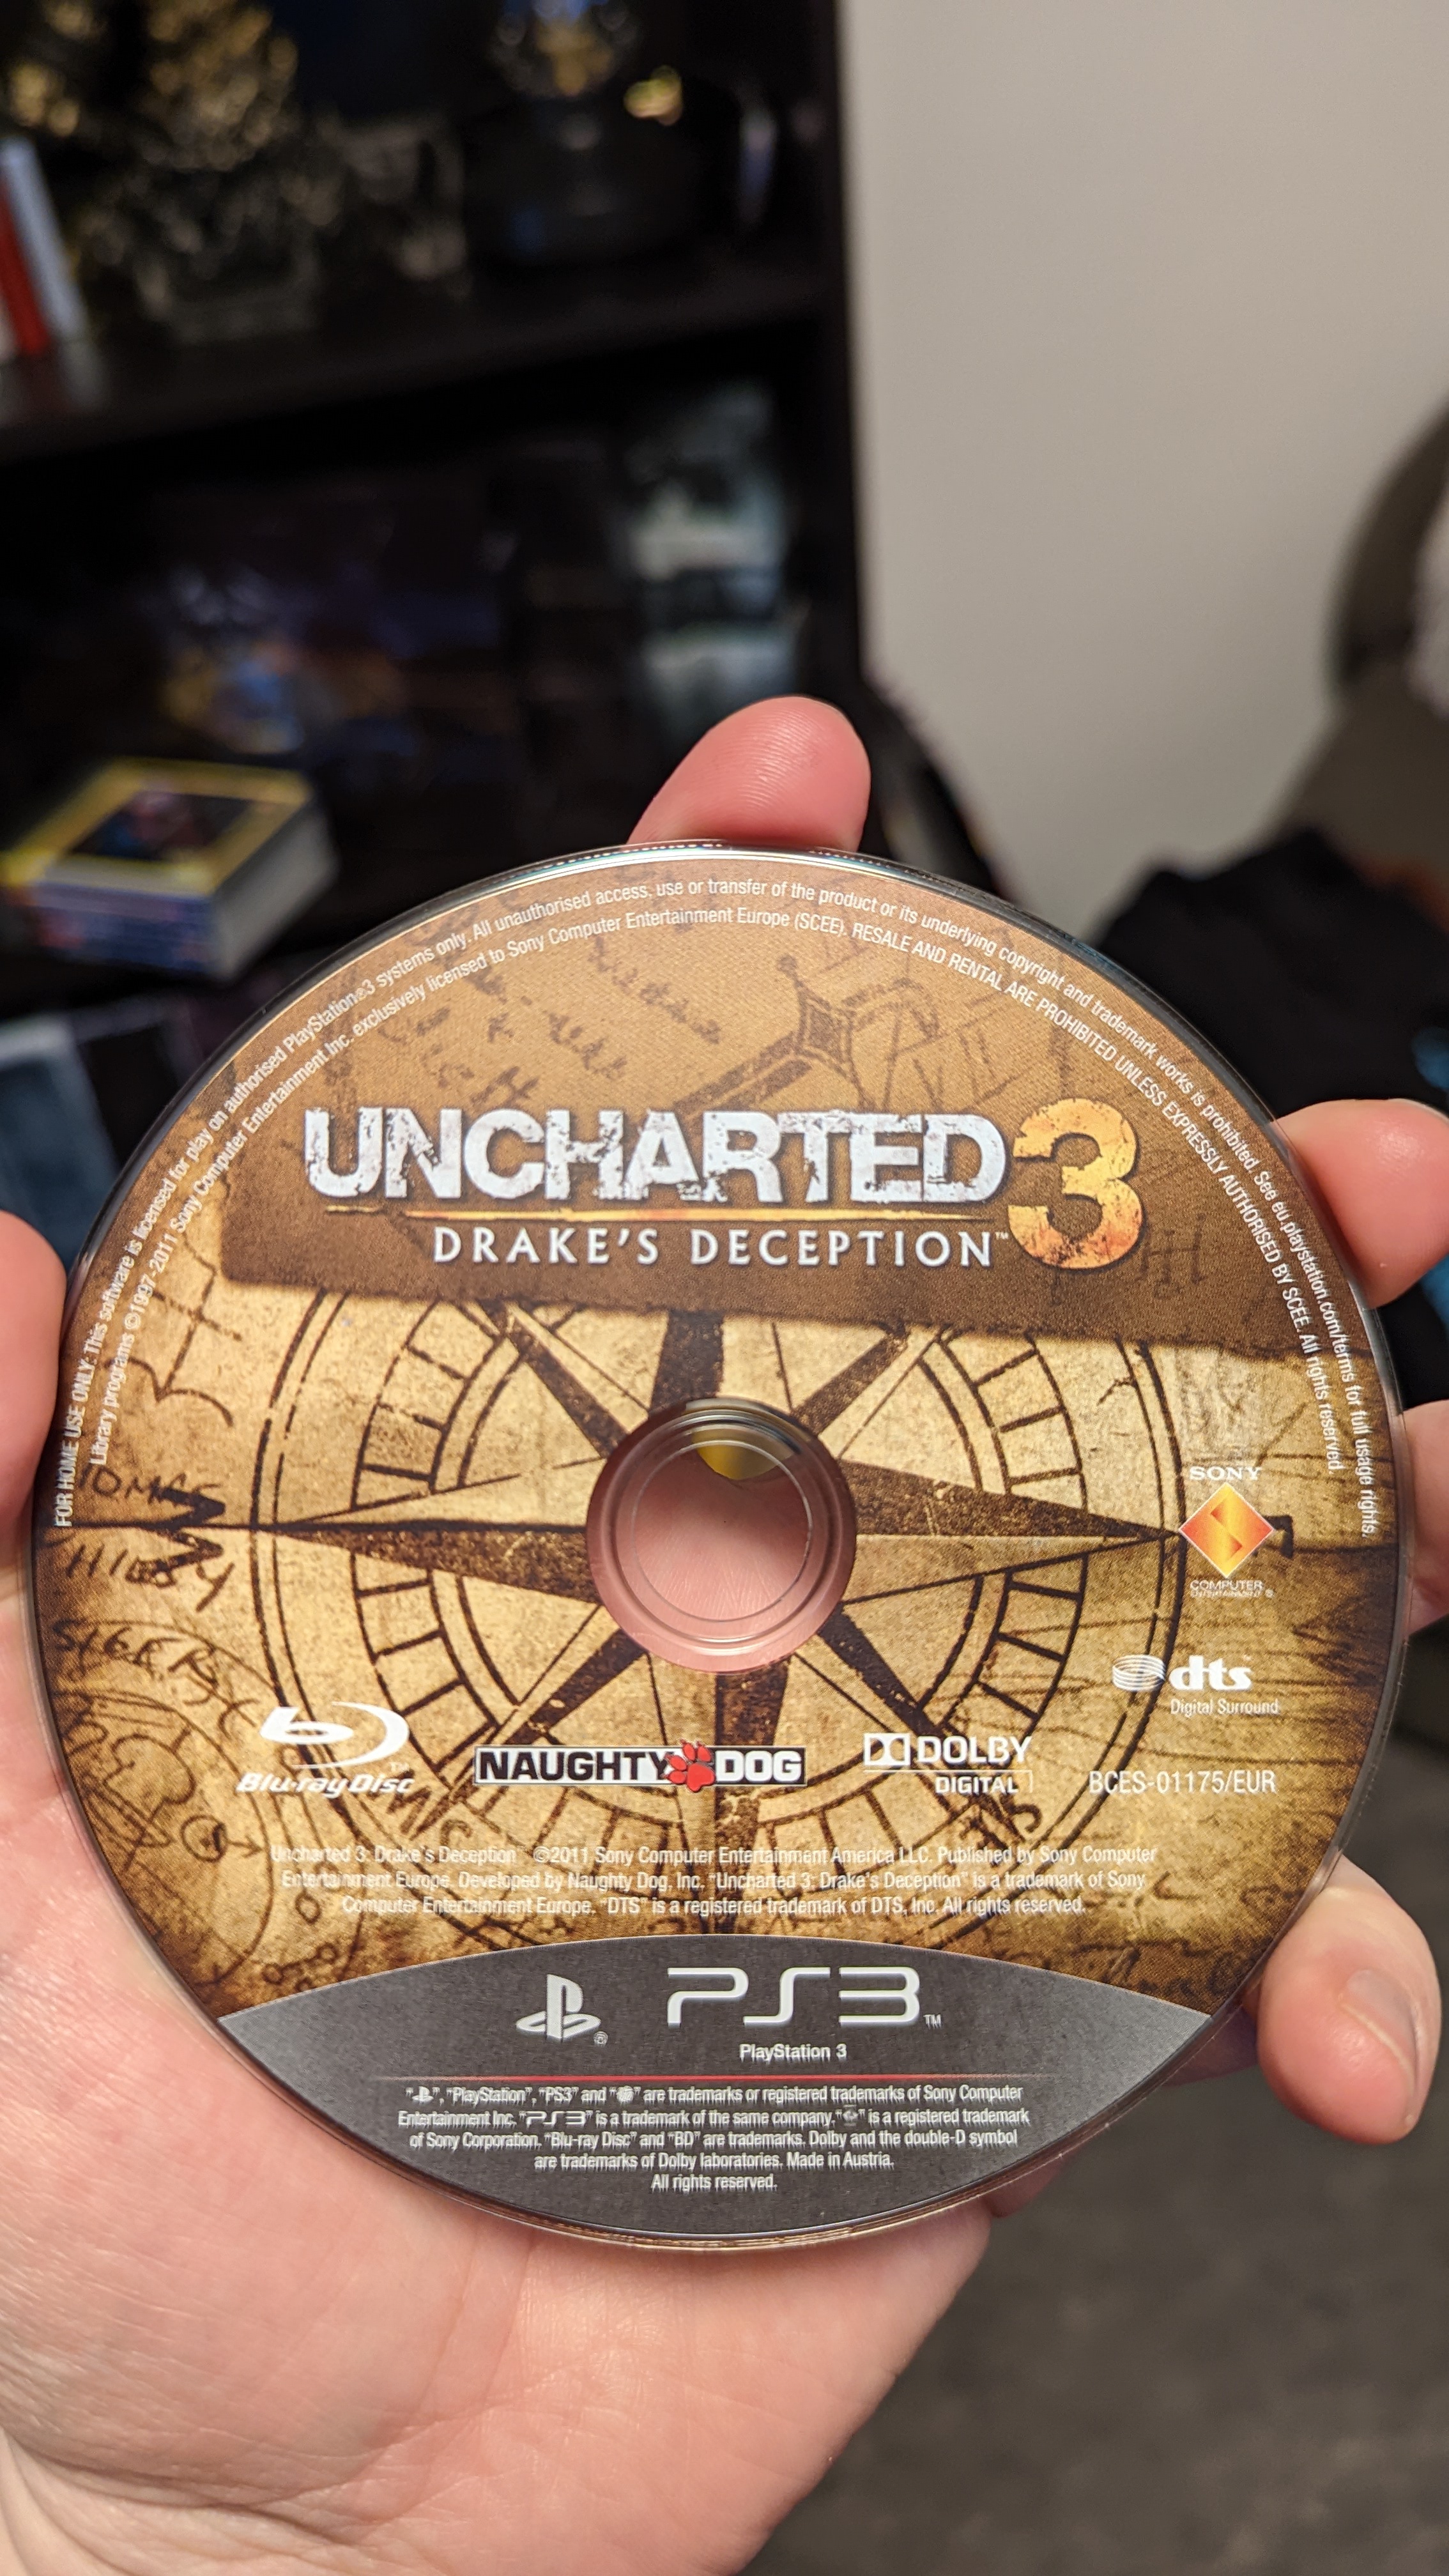 FOR HOME USE ONLY. This software is licensed for play on authorised PlayStation®3 systems only. All unauthorised access, use or transfer of the product or its underlying copyright and trademark works is prohibited. See eu.playstation.com/terms for full usage rights.
Library programs ©1997-2011 Sony Computer Entertainment Inc. exclusively licensed to Sony Computer Entertainment Europe (SCEE). RESALE AND RENTAL ARE PROHIBITED UNLESS EXPRESSLY AUTHORISED BY SCEE. All rights reserved.
UNCHARTED 3
DRAKE'S DECEPTION™
SONY
COMPUTER
ENTERTAINMENT®
dts
Digital Surround
Blu-ray Disc™
NAUGHTY DOG
DOLBY
DIGITAL
BCES-01175/EUR
Uncharted 3: Drake's Deception™ ©2011 Sony Computer Entertainment America LLC. Published by Sony Computer
Entertainment Europe. Developed by Naughty Dog, Inc. "Uncharted 3: Drake's Deception" is a trademark of Sony
Computer Entertainment Europe. "DTS" is a registered trademark of DTS, Inc. All rights reserved.
® PS3™
PlayStation 3
"", "PlayStation", "PS3" and "" are trademarks or registered trademarks of Sony Computer
Entertainment Inc. "PS3" is a trademark of the same company. "" is a registered trademark
of Sony Corporation. "Blu-ray Disc" and "BD" are trademarks. Dolby and the double-D symbol
are trademarks of Dolby laboratories. Made in Austria.
All rights reserved.